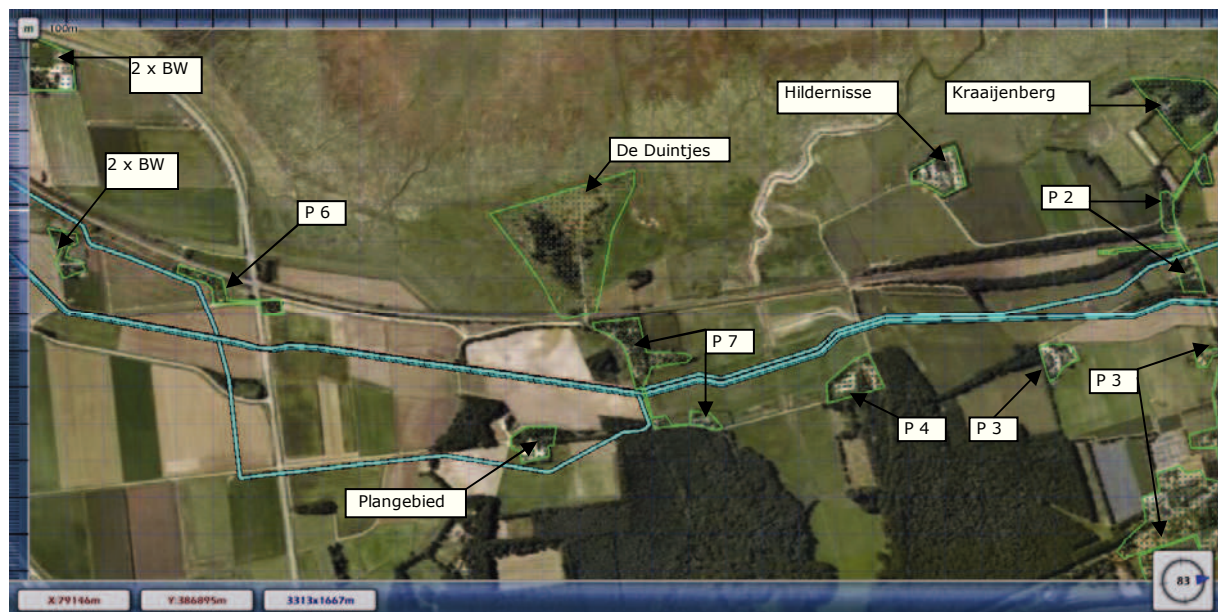 m 100m
2 x BW
Hildernisse
Kraaijenberg
De Duintjes
2 x BW
P 6
P 2
P 7
P 3
P 4
P 3
Plangebied
83
X:79146m
Y:386895m
3313x1667m